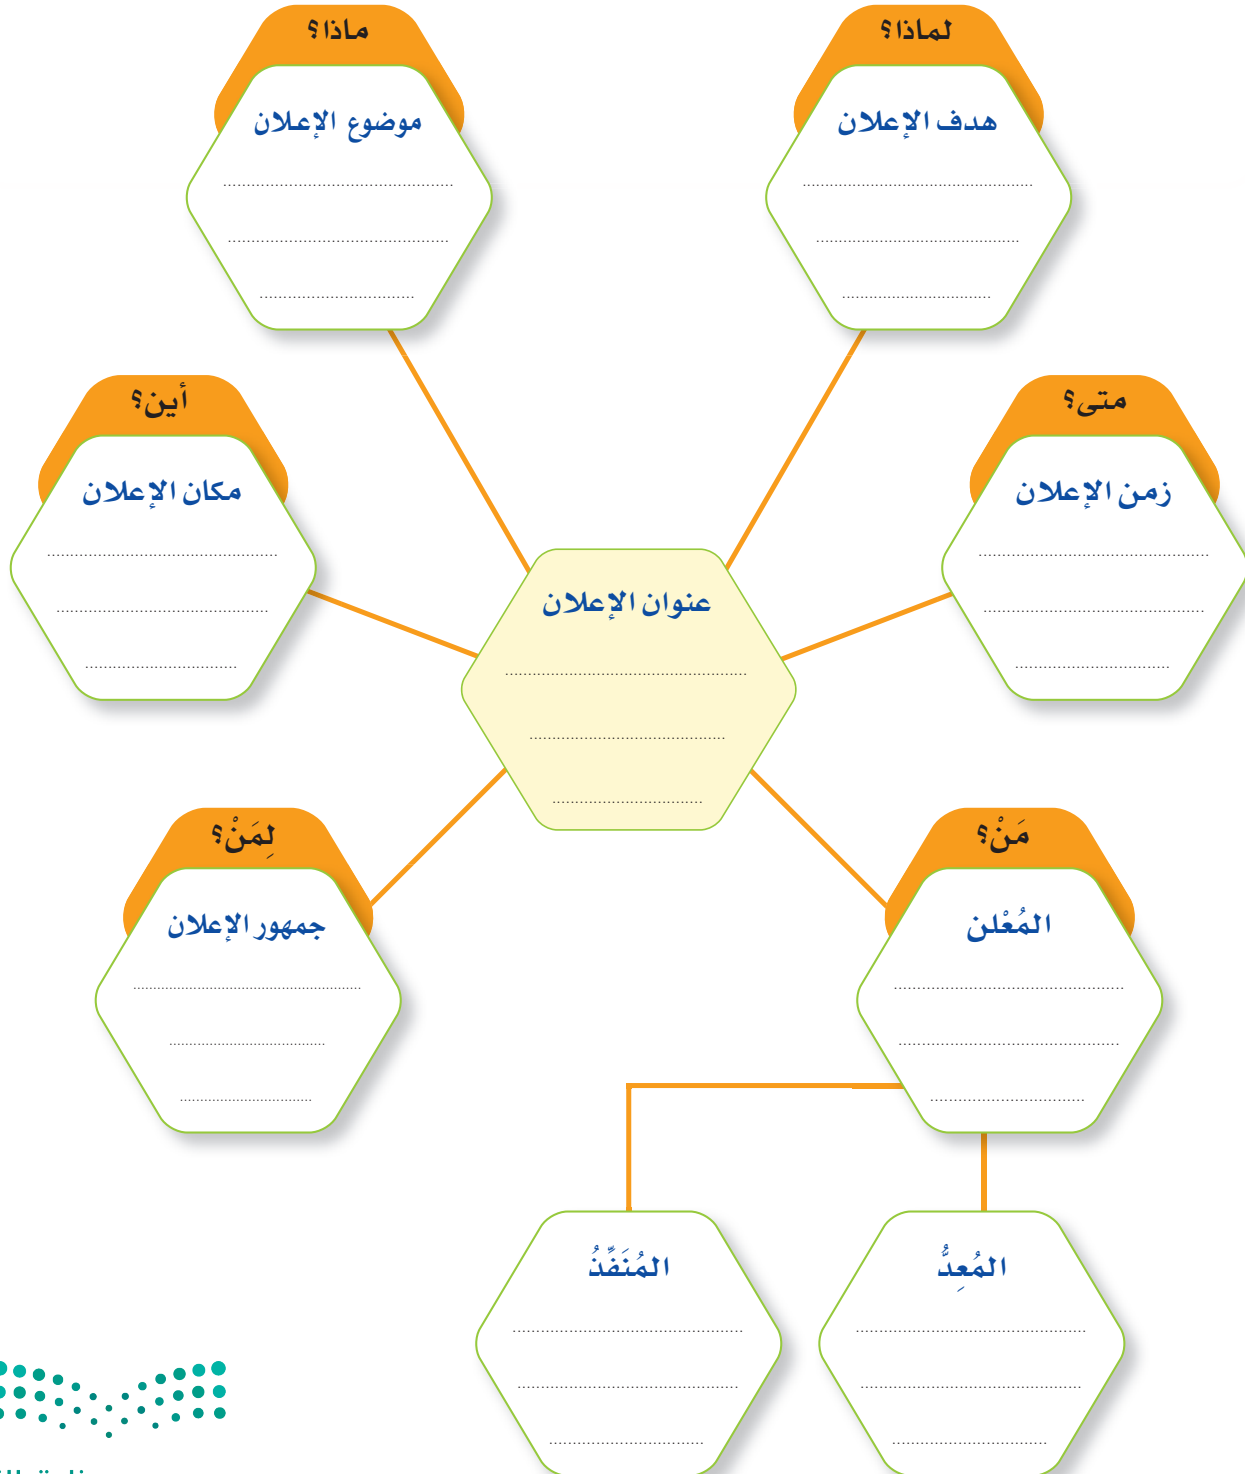 لماذا؟
هدف الإعلان
ماذا؟
موضوع الإعلان
متى؟
زمن الإعلان
أين؟
مكان الإعلان
عنوان الإعلان
مَنْ؟
المُعْلن
لِمَنْ؟
جمهور الإعلان
المُعِدُّ
المُنَفِّذُ